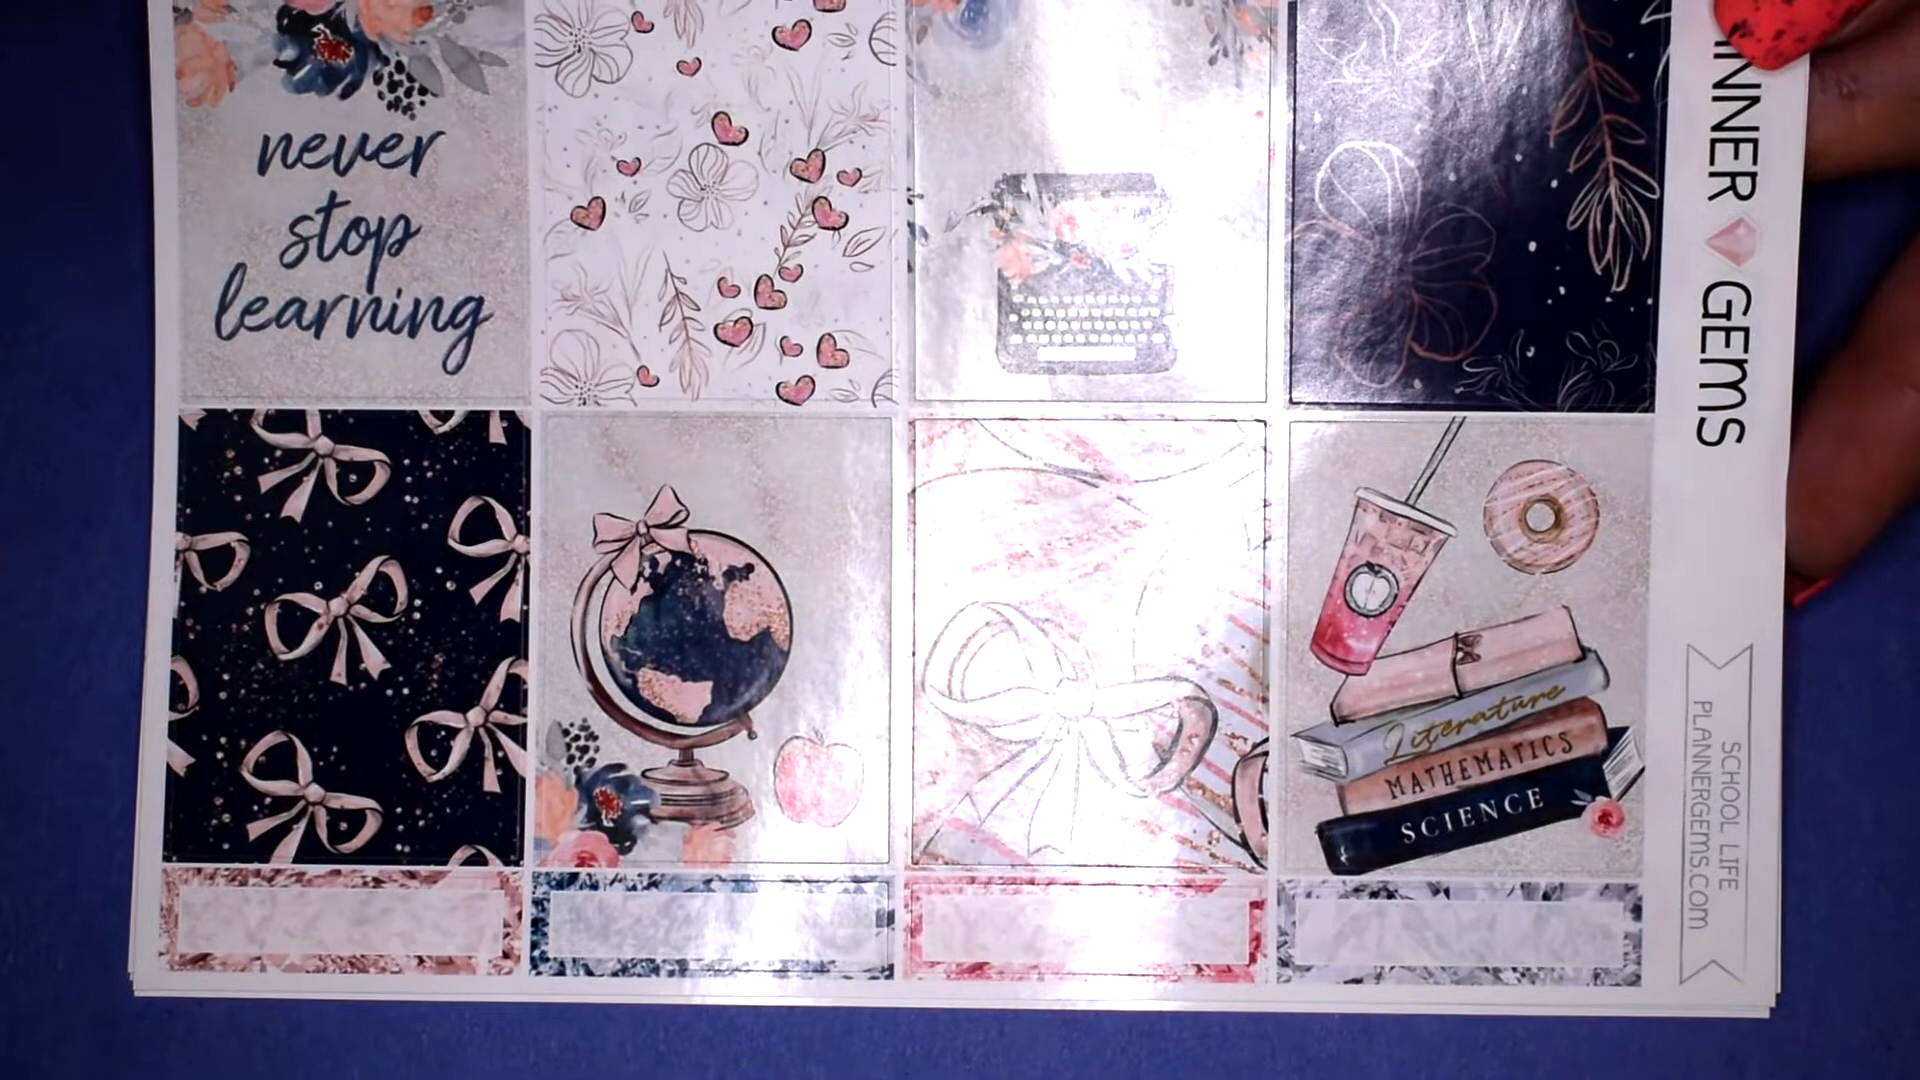 never
stop
learning
Literature
MATHEMATICS
SCIENCE
GEMS
SCHOOL LIFE
PLANNERGEMS.COM